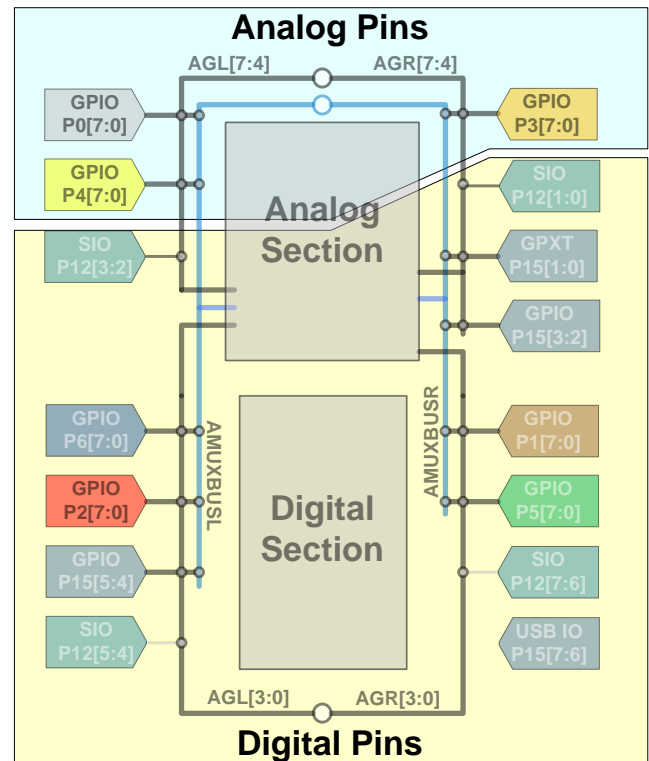 Analog Pins
AGL[7:4]
AGR[7:4]
GPIO
P0[7:0]
GPIO
P3[7:0]
GPIO
P4[7:0]
SIO
P12[1:0]
Analog
Section
SIO
P12[3:2]
GPXT
P15[1:0]
GPIO
P15[3:2]
AMUXBUSL
AMUXBUSR
GPIO
P6[7:0]
GPIO
P1[7:0]
GPIO
P2[7:0]
GPIO
P5[7:0]
Digital
Section
GPIO
P15[5:4]
SIO
P12[7:6]
SIO
P12[5:4]
USB IO
P15[7:6]
AGL[3:0]
AGR[3:0]
Digital Pins